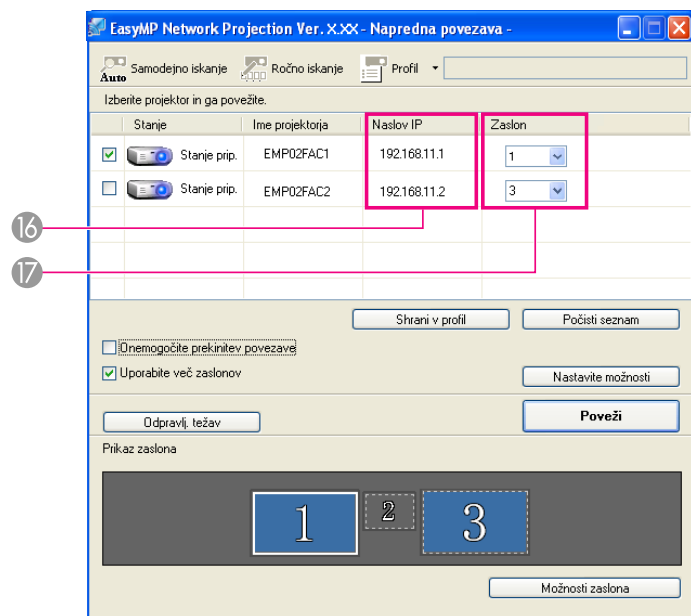 EasyMP Network Projection Ver. X.XX - Napredna povezava -
Auto Samodejno iskanje Ročno iskanje Profil
Izberite projektor in ga povežite.
Stanje Ime projektorja Naslov IP Zaslon
Stanje prip. EMP02FAC1 192.168.11.1 1
Stanje prip. EMP02FAC2 192.168.11.2 3
16
17
Shrani v profil Počisti seznam
Onemogočite prekinitev povezave
Uporabite več zaslonov Nastavite možnosti
Odpravlj. težav Poveži
Prikaz zaslona
1 2 3
Možnosti zaslona